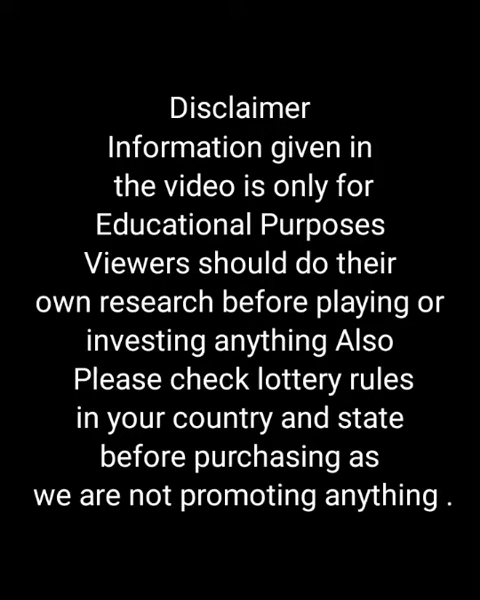 Disclaimer
Information given in
the video is only for
Educational Purposes
Viewers should do their
own research before playing or
investing anything Also
Please check lottery rules
in your country and state
before purchasing as
we are not promoting anything .